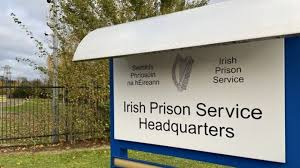 Seirbhís
Phríosúin
na hÉireann
Irish
Prison
Service
Irish Prison Service
Headquarters